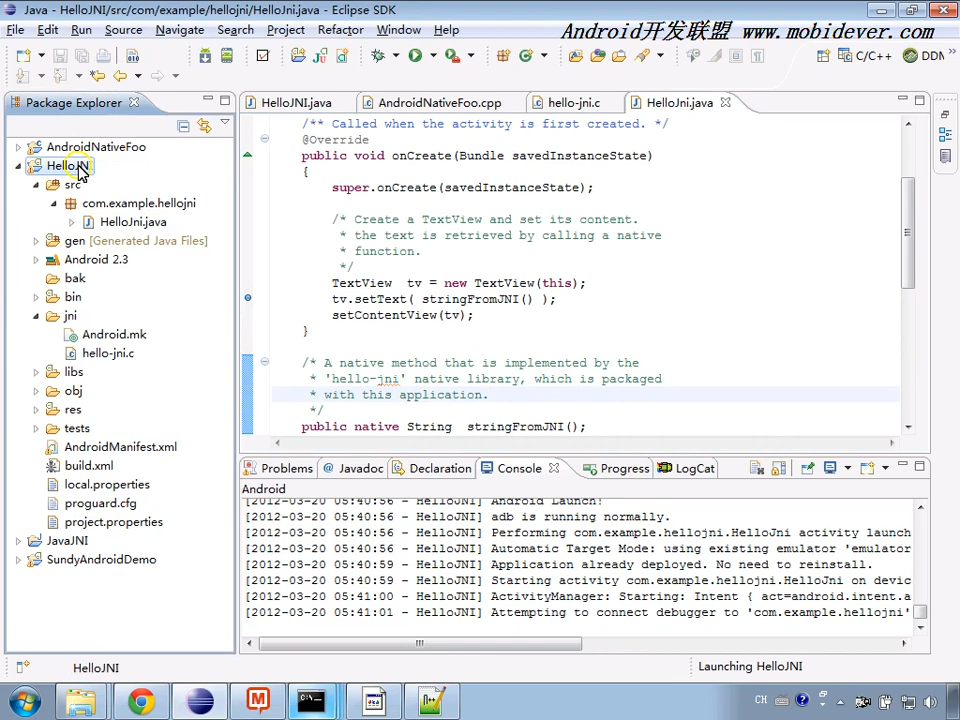 Java - HelloJNI/src/com/example/hellojni/HelloJni.java - Eclipse SDK
File Edit Run Source Navigate Search Project Refactor Window Help
Android开发联盟 www.mobidever.com
C/C++ DDN
Package Explorer
AndroidNativeFoo
HelloJNI
src
com.example.hellojni
HelloJni.java
gen [Generated Java Files]
Android 2.3
bak
bin
jni
Android.mk
hello-jni.c
libs
obj
res
tests
AndroidManifest.xml
build.xml
local.properties
proguard.cfg
project.properties
JavaJNI
SundyAndroidDemo
HelloJNI.java AndroidNativeFoo.cpp hello-jni.c HelloJni.java
/** Called when the activity is first created. */
@Override
public void onCreate(Bundle savedInstanceState)
{
super.onCreate(savedInstanceState);
/* Create a TextView and set its content.
* the text is retrieved by calling a native
* function.
*/
TextView tv = new TextView(this);
tv.setText( stringFromJNI() );
setContentView(tv);
}
/* A native method that is implemented by the
* 'hello-jni' native library, which is packaged
* with this application.
*/
public native String stringFromJNI();
Problems @ Javadoc Declaration Console Progress LogCat
Android
[2012-03-20 05:40:56 - HelloJNI] Android Launch!
[2012-03-20 05:40:56 - HelloJNI] adb is running normally.
[2012-03-20 05:40:56 - HelloJNI] Performing com.example.hellojni.HelloJni activity launch
[2012-03-20 05:40:56 - HelloJNI] Automatic Target Mode: using existing emulator 'emulator
[2012-03-20 05:40:59 - HelloJNI] Application already deployed. No need to reinstall.
[2012-03-20 05:40:59 - HelloJNI] Starting activity com.example.hellojni.HelloJni on devic
[2012-03-20 05:41:00 - HelloJNI] ActivityManager: Starting: Intent { act=android.intent.a
[2012-03-20 05:41:01 - HelloJNI] Attempting to connect debugger to 'com.example.hellojni'
HelloJNI
Launching HelloJNI
CH